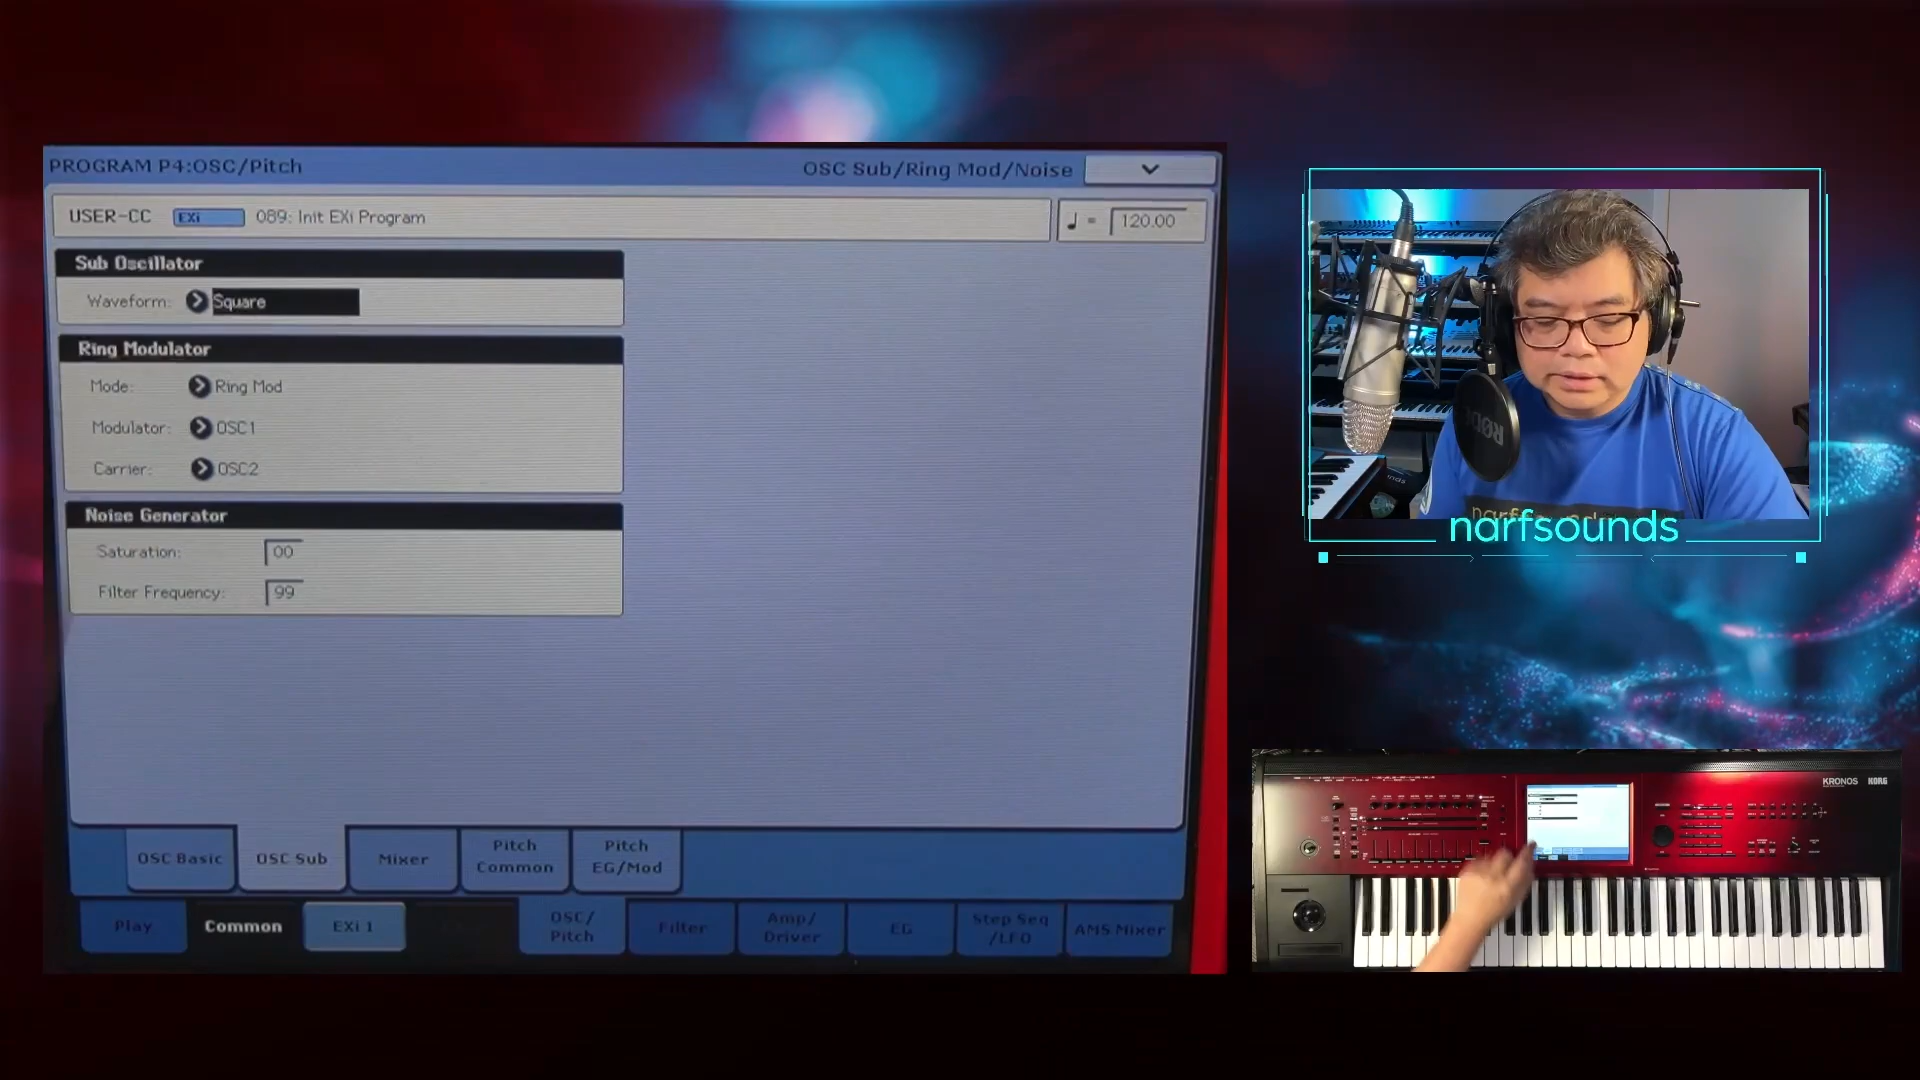 PROGRAM P4:OSC/Pitch
OSC Sub/Ring Mod/Noise
USER-CC EXi 089: Init EXi Program
♩ = 120.00
Sub Oscillator
Waveform: Square
Ring Modulator
Mode: Ring Mod
Modulator: OSC1
Carrier: OSC2
Noise Generator
Saturation: 00
Filter Frequency: 99
OSC Basic
OSC Sub
Mixer
Pitch
Common
Pitch
EG/Mod
Play
Common
EXi 1
OSC/
Pitch
Filter
Amp/
Driver
EG
Step Seq
/LFO
AMS Mixer
RØDE
narfsounds
KRONOS KORG